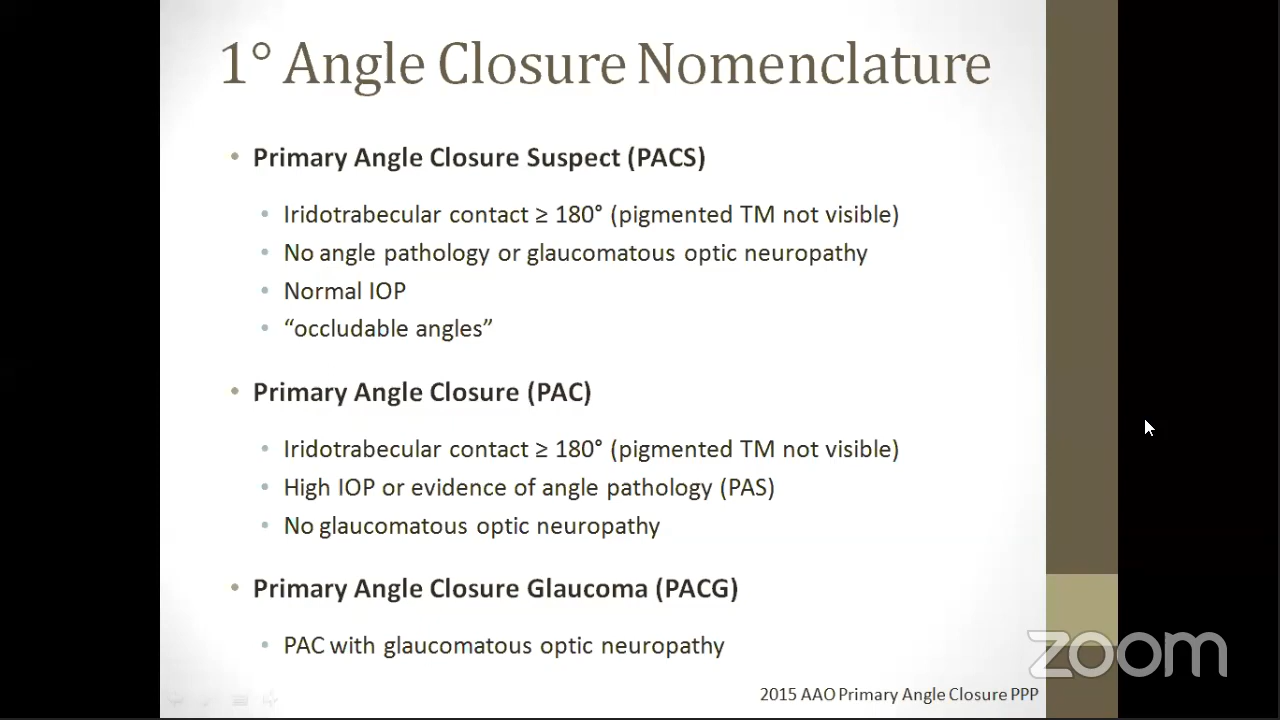 1° Angle Closure Nomenclature
• Primary Angle Closure Suspect (PACS)
• Iridotrabecular contact ≥ 180° (pigmented TM not visible)
• No angle pathology or glaucomatous optic neuropathy
• Normal IOP
• “occludable angles”
• Primary Angle Closure (PAC)
• Iridotrabecular contact ≥ 180° (pigmented TM not visible)
• High IOP or evidence of angle pathology (PAS)
• No glaucomatous optic neuropathy
• Primary Angle Closure Glaucoma (PACG)
• PAC with glaucomatous optic neuropathy
zoom
2015 AAO Primary Angle Closure PPP